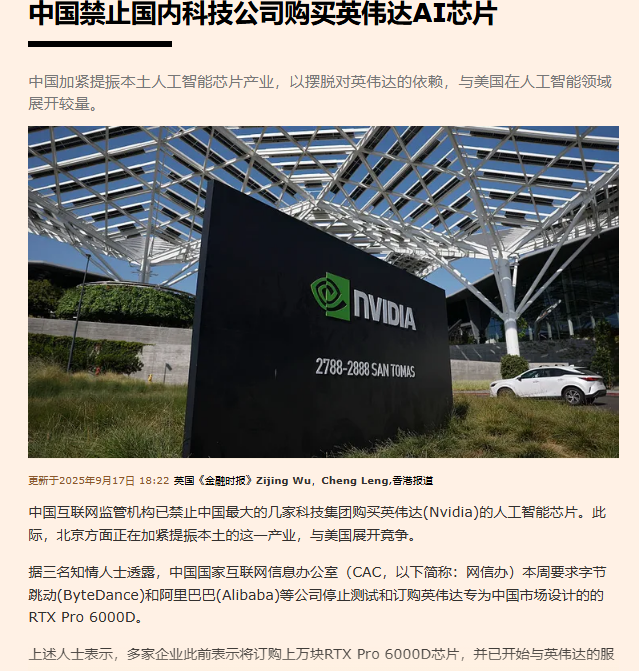 中国禁止国内科技公司购买英伟达AI芯片
中国加紧提振本土人工智能芯片产业，以摆脱对英伟达的依赖，与美国在人工智能领域
展开较量。
NVIDIA
2788-2888 SAN TOMAS
更新于2025年9月17日 18:22 英国《金融时报》Zijing Wu，Cheng Leng,香港报道
中国互联网监管机构已禁止中国最大的几家科技集团购买英伟达(Nvidia)的人工智能芯片。此
际，北京方面正在加紧提振本土的这一产业，与美国展开竞争。
据三名知情人士透露，中国国家互联网信息办公室（CAC，以下简称：网信办）本周要求字节
跳动(ByteDance)和阿里巴巴(Alibaba)等公司停止测试和订购英伟达专为中国市场设计的的
RTX Pro 6000D。
上述人士表示，多家企业此前表示将订购上万块RTX Pro 6000D芯片，并已开始与英伟达的服